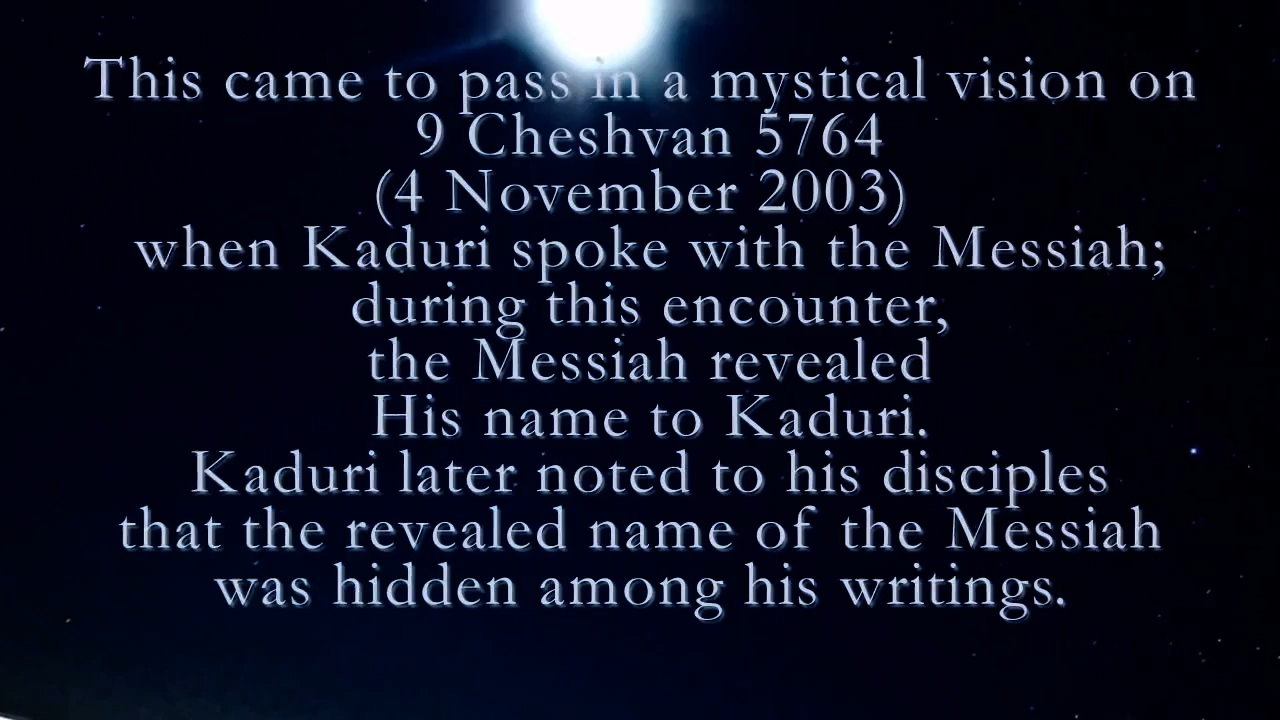 This came to pass in a mystical vision on
9 Cheshvan 5764
(4 November 2003)
when Kaduri spoke with the Messiah;
during this encounter,
the Messiah revealed
His name to Kaduri.
Kaduri later noted to his disciples
that the revealed name of the Messiah
was hidden among his writings.